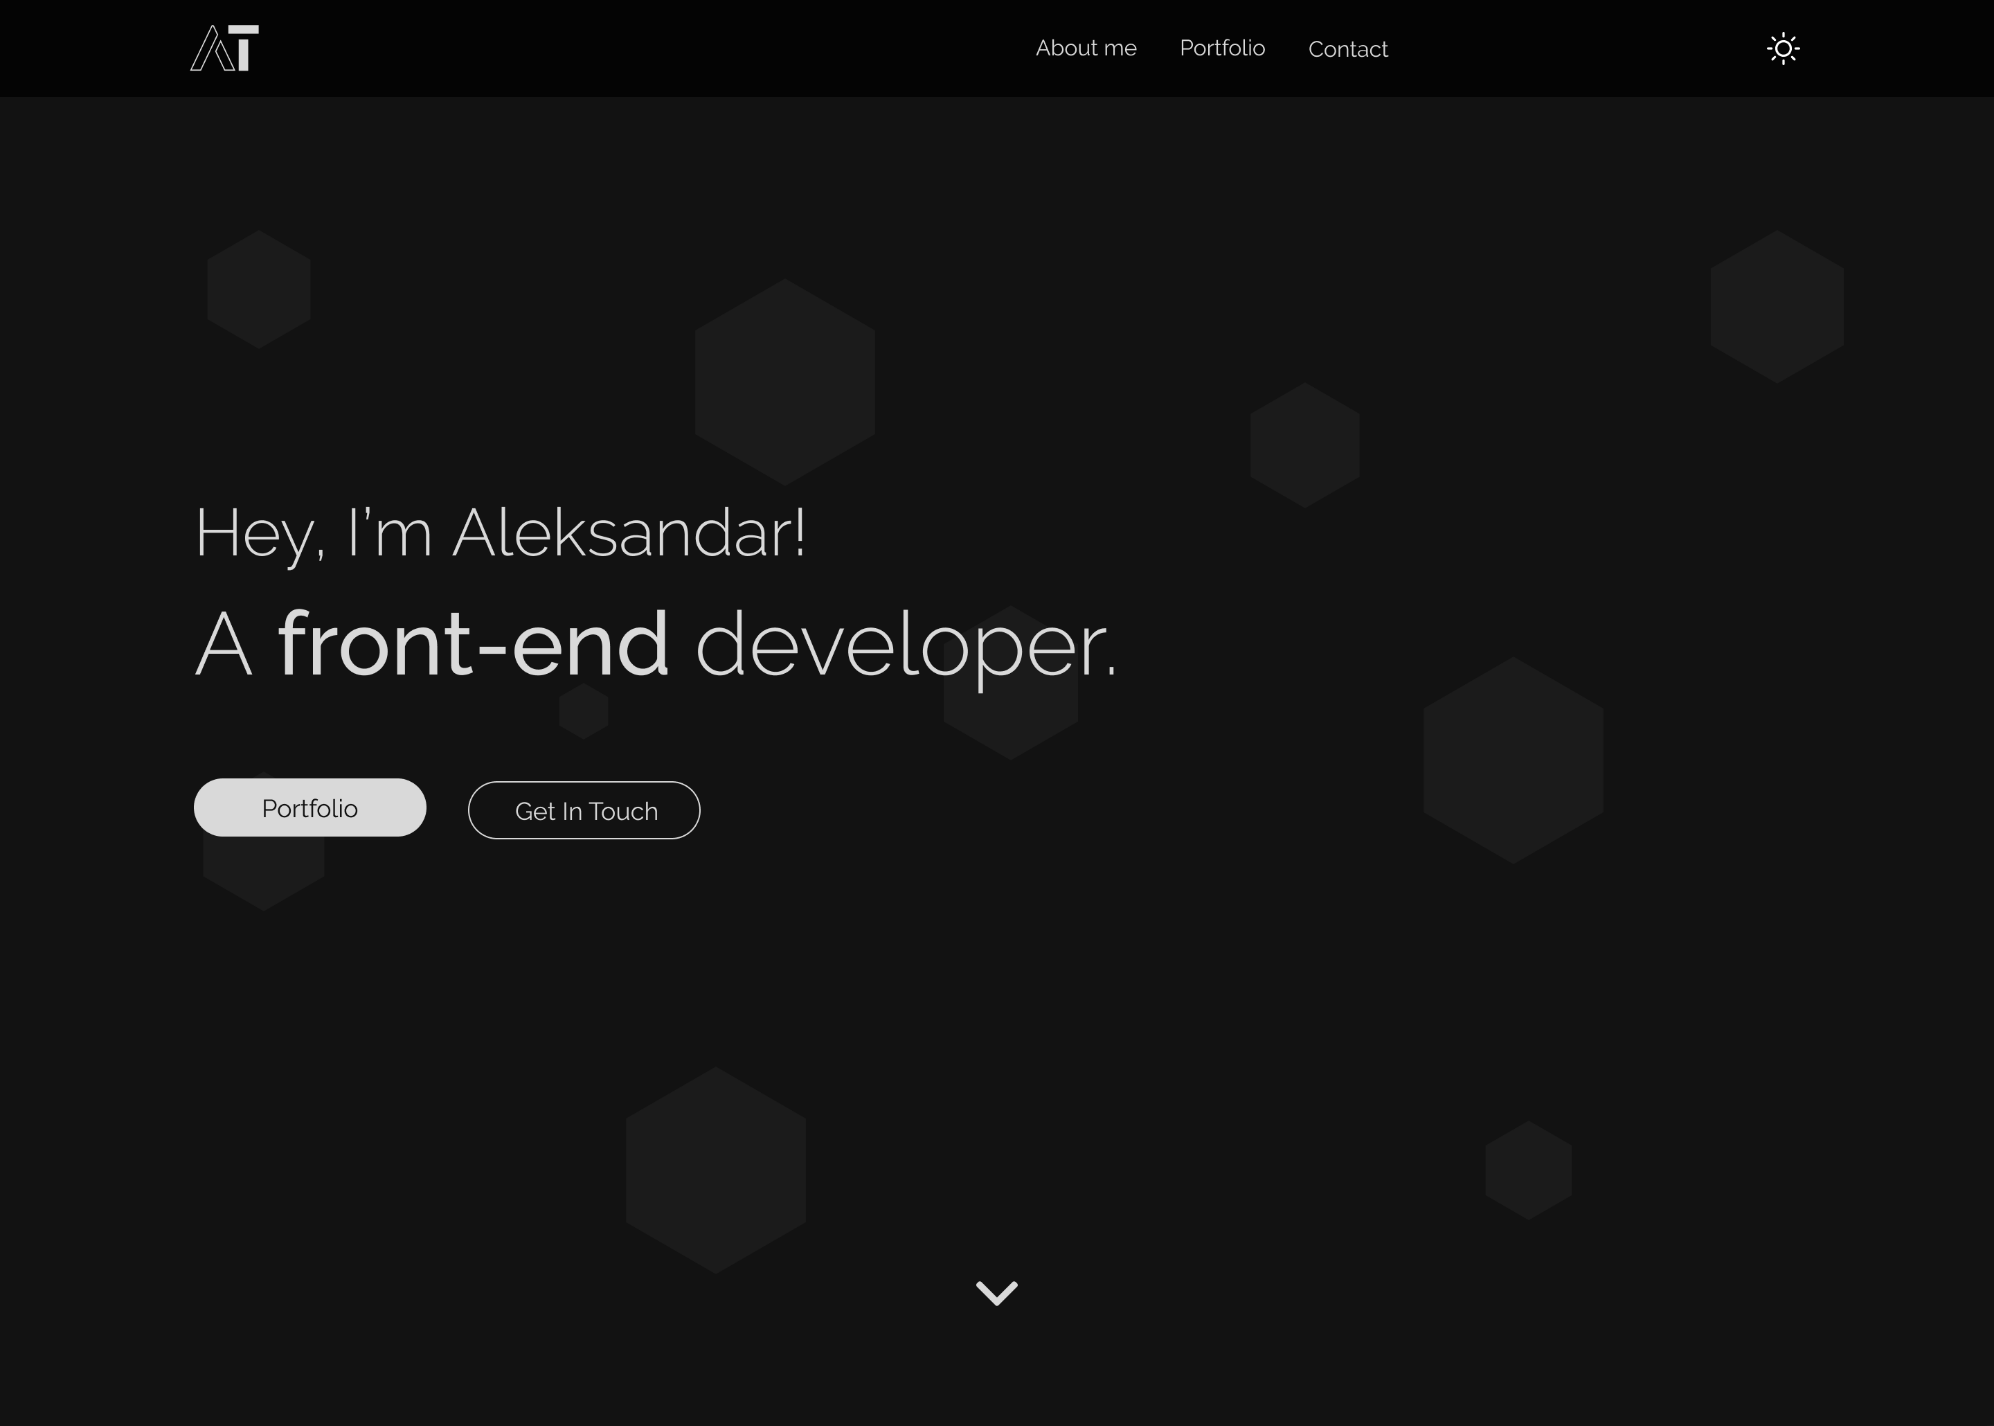 AT
About me
Portfolio
Contact
Hey, I’m Aleksandar!
A front-end developer.
Portfolio
Get In Touch